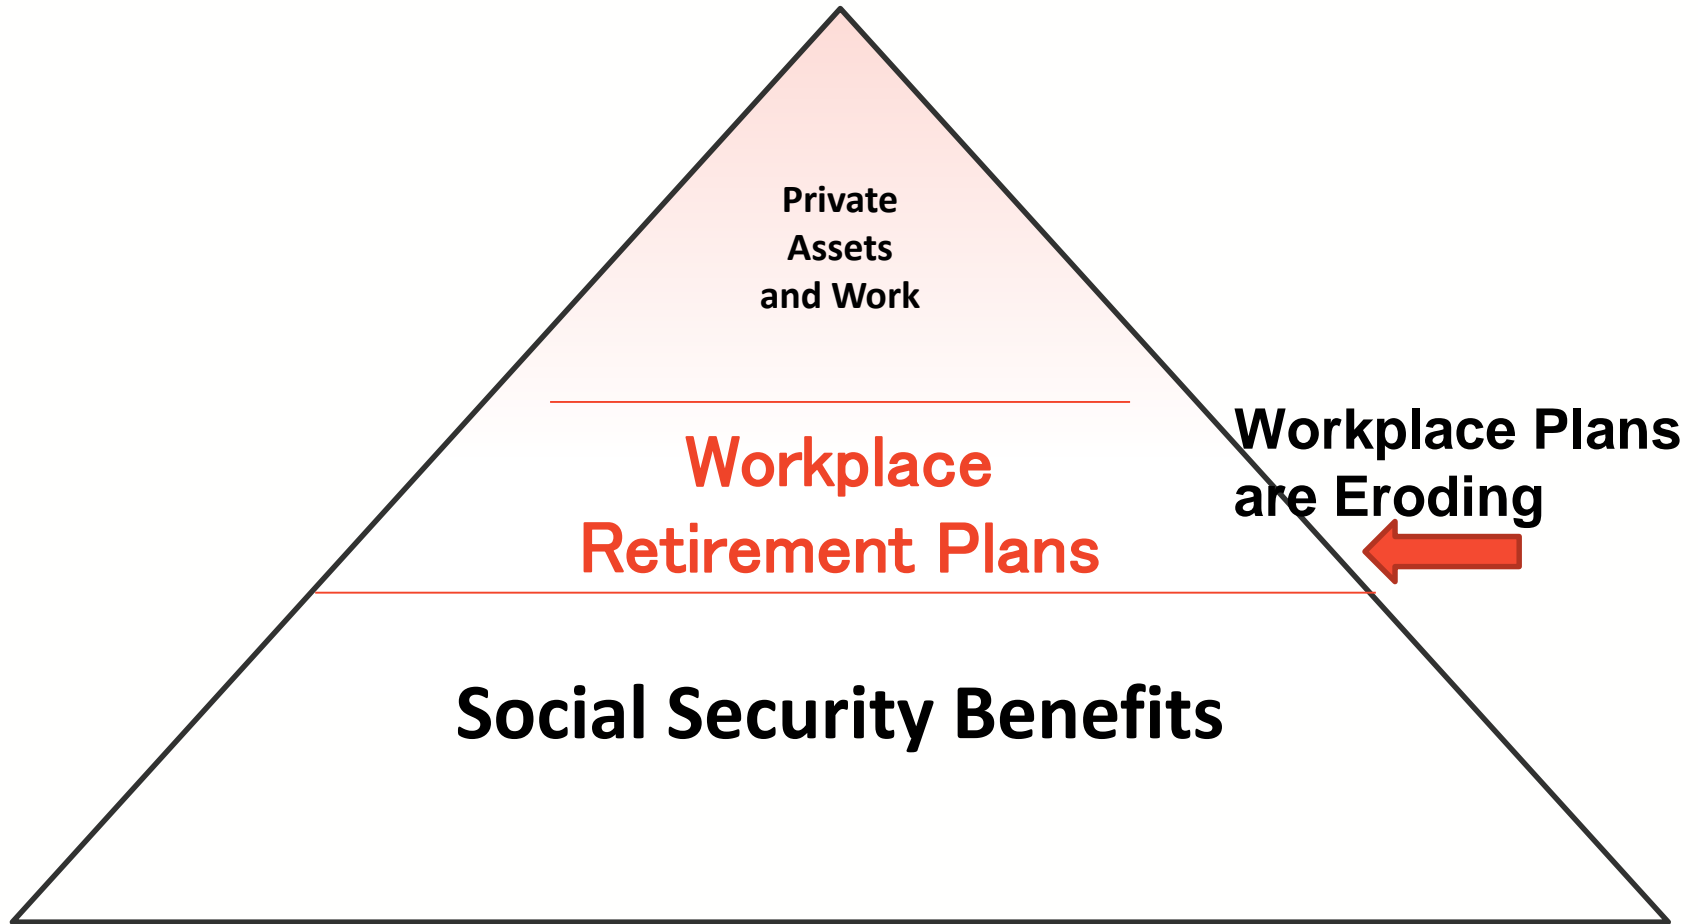 Private
Assets
and Work
Workplace
Retirement Plans
Workplace Plans
are Eroding
Social Security Benefits